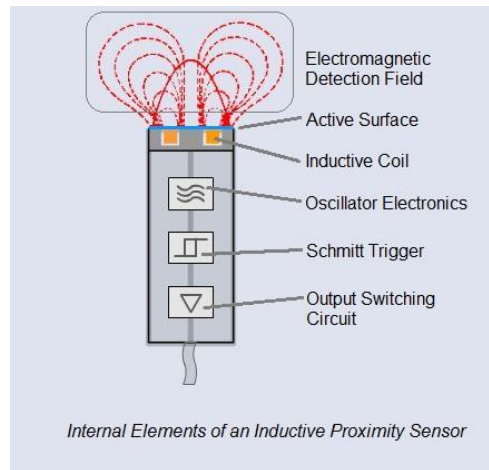 Electromagnetic
Detection Field
Active Surface
Inductive Coil
Oscillator Electronics
Schmitt Trigger
Output Switching
Circuit
Internal Elements of an Inductive Proximity Sensor